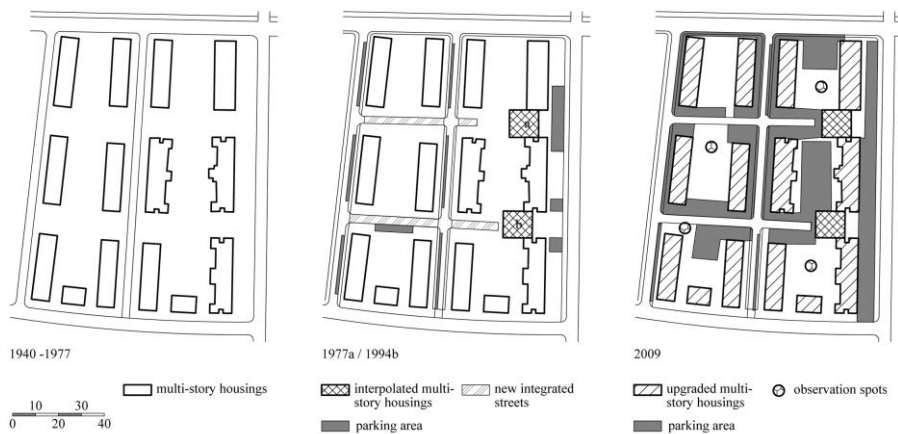 a
b
1940 -1977
1977a / 1994b
2009
multi-story housings
interpolated multi-
story housings
new integrated
streets
parking area
upgraded multi-
story housings
observation spots
parking area
10 30
0 20 40